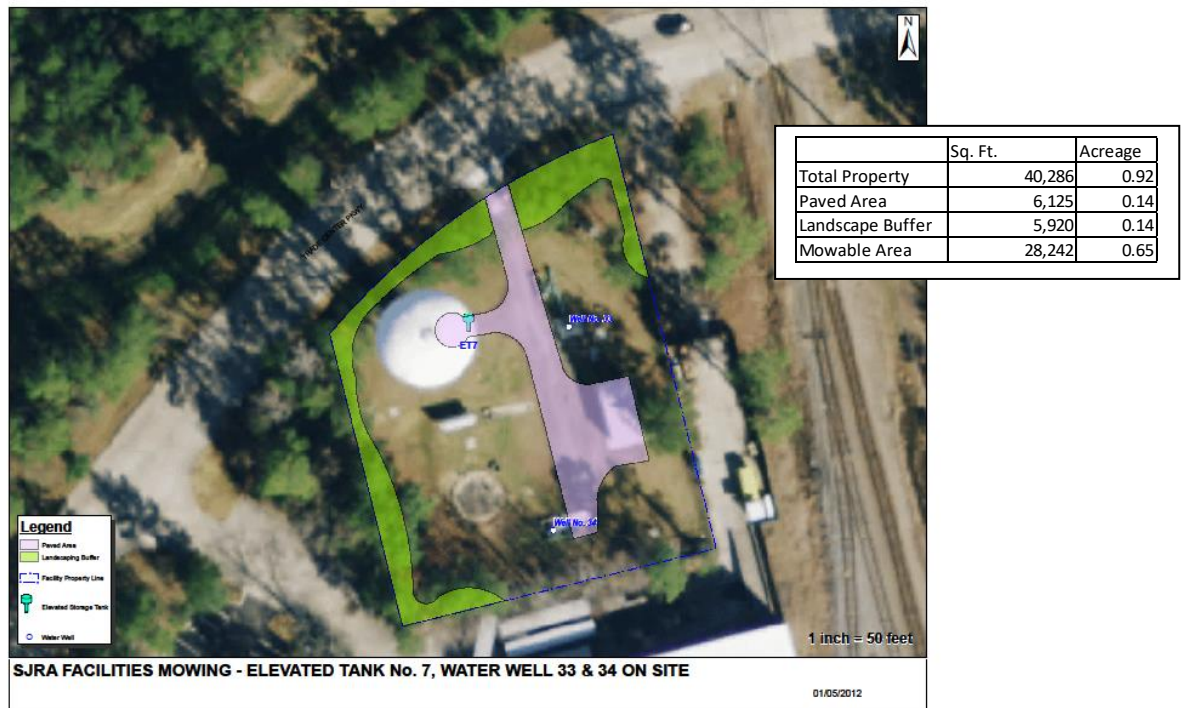 N
Sq. Ft. Acreage
Total Property 40,286 0.92
Paved Area 6,125 0.14
Landscape Buffer 5,920 0.14
Mowable Area 28,242 0.65
Well No. 33
ET7
Well No. 34
Legend
Paved Area
Landscaping Buffer
Facility Property Line
Elevated Storage Tank
Water Well
1 inch = 50 feet
SJRA FACILITIES MOWING - ELEVATED TANK No. 7, WATER WELL 33 & 34 ON SITE
01/05/2012